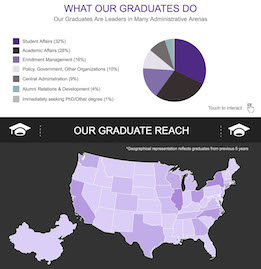 WHAT OUR GRADUATES DO
Our Graduates Are Leaders in Many Administrative Arenas
Student Affairs (32%)
Academic Affairs (28%)
Enrollment Management (16%)
Policy, Government, Other Organizations (10%)
Central Administration (9%)
Alumni Relations & Development (4%)
Immediately seeking PhD/Other degree (1%)
Touch to interact
OUR GRADUATE REACH
*Geographical representation reflects graduates from previous 8 years